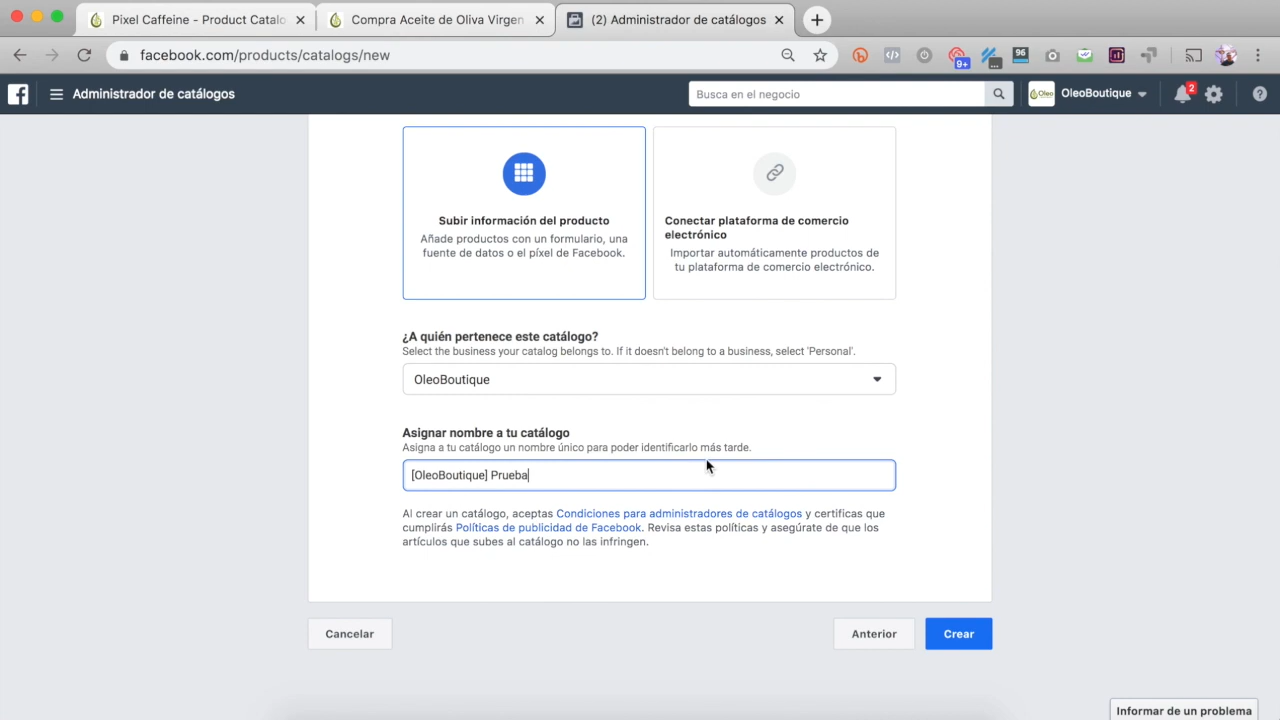 Pixel Caffeine - Product Catalo
Compra Aceite de Oliva Virgen
(2) Administrador de catálogos
facebook.com/products/catalogs/new
9+
96
Administrador de catálogos
Busca en el negocio
Oleo
OleoBoutique
2
Subir información del producto
Añade productos con un formulario, una
fuente de datos o el píxel de Facebook.
Conectar plataforma de comercio
electrónico
Importar automáticamente productos de
tu plataforma de comercio electrónico.
¿A quién pertenece este catálogo?
Select the business your catalog belongs to. If it doesn't belong to a business, select 'Personal'.
OleoBoutique
Asignar nombre a tu catálogo
Asigna a tu catálogo un nombre único para poder identificarlo más tarde.
[OleoBoutique] Prueba
Al crear un catálogo, aceptas Condiciones para administradores de catálogos y certificas que
cumplirás Políticas de publicidad de Facebook. Revisa estas políticas y asegúrate de que los
artículos que subes al catálogo no las infringen.
Cancelar
Anterior
Crear
Informar de un problema